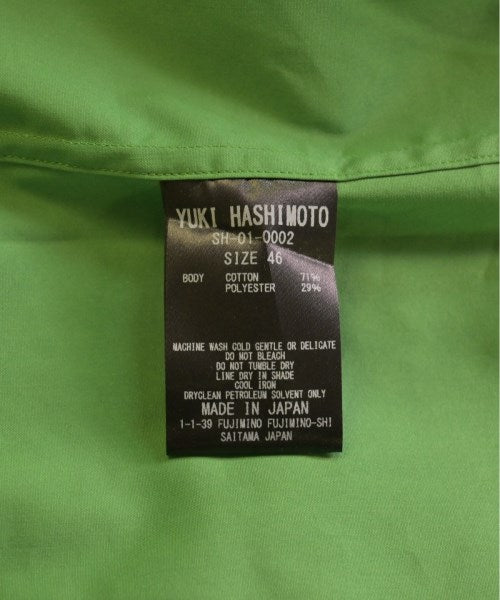 YUKI HASHIMOTO
SH-01-0002
SIZE 46
BODY COTTON 71%
POLYESTER 29%
MACHINE WASH COLD GENTLE OR DELICATE
DO NOT BLEACH
DO NOT TUMBLE DRY
LINE DRY IN SHADE
COOL IRON
DRYCLEAN PETROLEUM SOLVENT ONLY
MADE IN JAPAN
1-1-39 FUJIMINO FUJIMINO-SHI
SAITAMA JAPAN